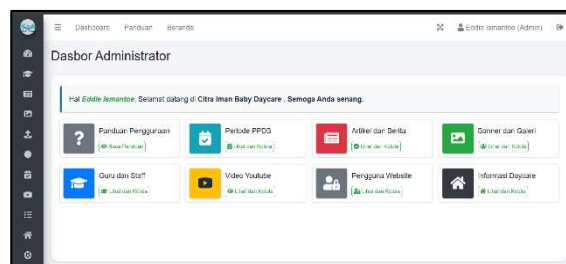 Dashboard Panduan Beranda
Eddie Ismantoe (Admin)
Dasbor Administrator
Hai Eddie Ismantoe, Selamat datang di Citra Iman Baby Daycare . Semoga Anda senang.
Panduan Penggunaan
Buka Panduan
Periode PPDB
Lihat dan Kelola
Artikel dan Berita
Lihat dan Kelola
Banner dan Galeri
Lihat dan Kelola
Guru dan Staff
Lihat dan Kelola
Video Youtube
Lihat dan Kelola
Pengguna Website
Lihat dan Kelola
Informasi Daycare
Lihat dan Kelola